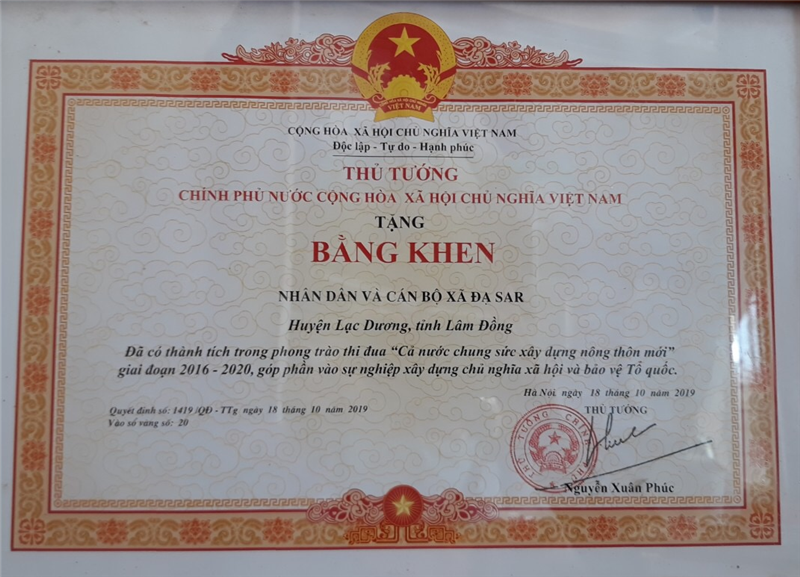 VIỆT NAM
CỘNG HÒA XÃ HỘI CHỦ NGHĨA VIỆT NAM
Độc lập - Tự do - Hạnh phúc
THỦ TƯỚNG
CHÍNH PHỦ NƯỚC CỘNG HÒA XÃ HỘI CHỦ NGHĨA VIỆT NAM
TẶNG
BẰNG KHEN
NHÂN DÂN VÀ CÁN BỘ XÃ ĐẠ SAR
Huyện Lạc Dương, tỉnh Lâm Đồng
Đã có thành tích trong phong trào thi đua “Cả nước chung sức xây dựng nông thôn mới”
giai đoạn 2016 - 2020, góp phần vào sự nghiệp xây dựng chủ nghĩa xã hội và bảo vệ Tổ quốc.
Hà Nội, ngày 18 tháng 10 năm 2019
Quyết định số: 1419 /QĐ - TTg ngày 18 tháng 10 năm 2019
Vào sổ vàng số: 20
THỦ TƯỚNG
THỦ TƯỚNG CHÍNH
Nguyễn Xuân Phúc